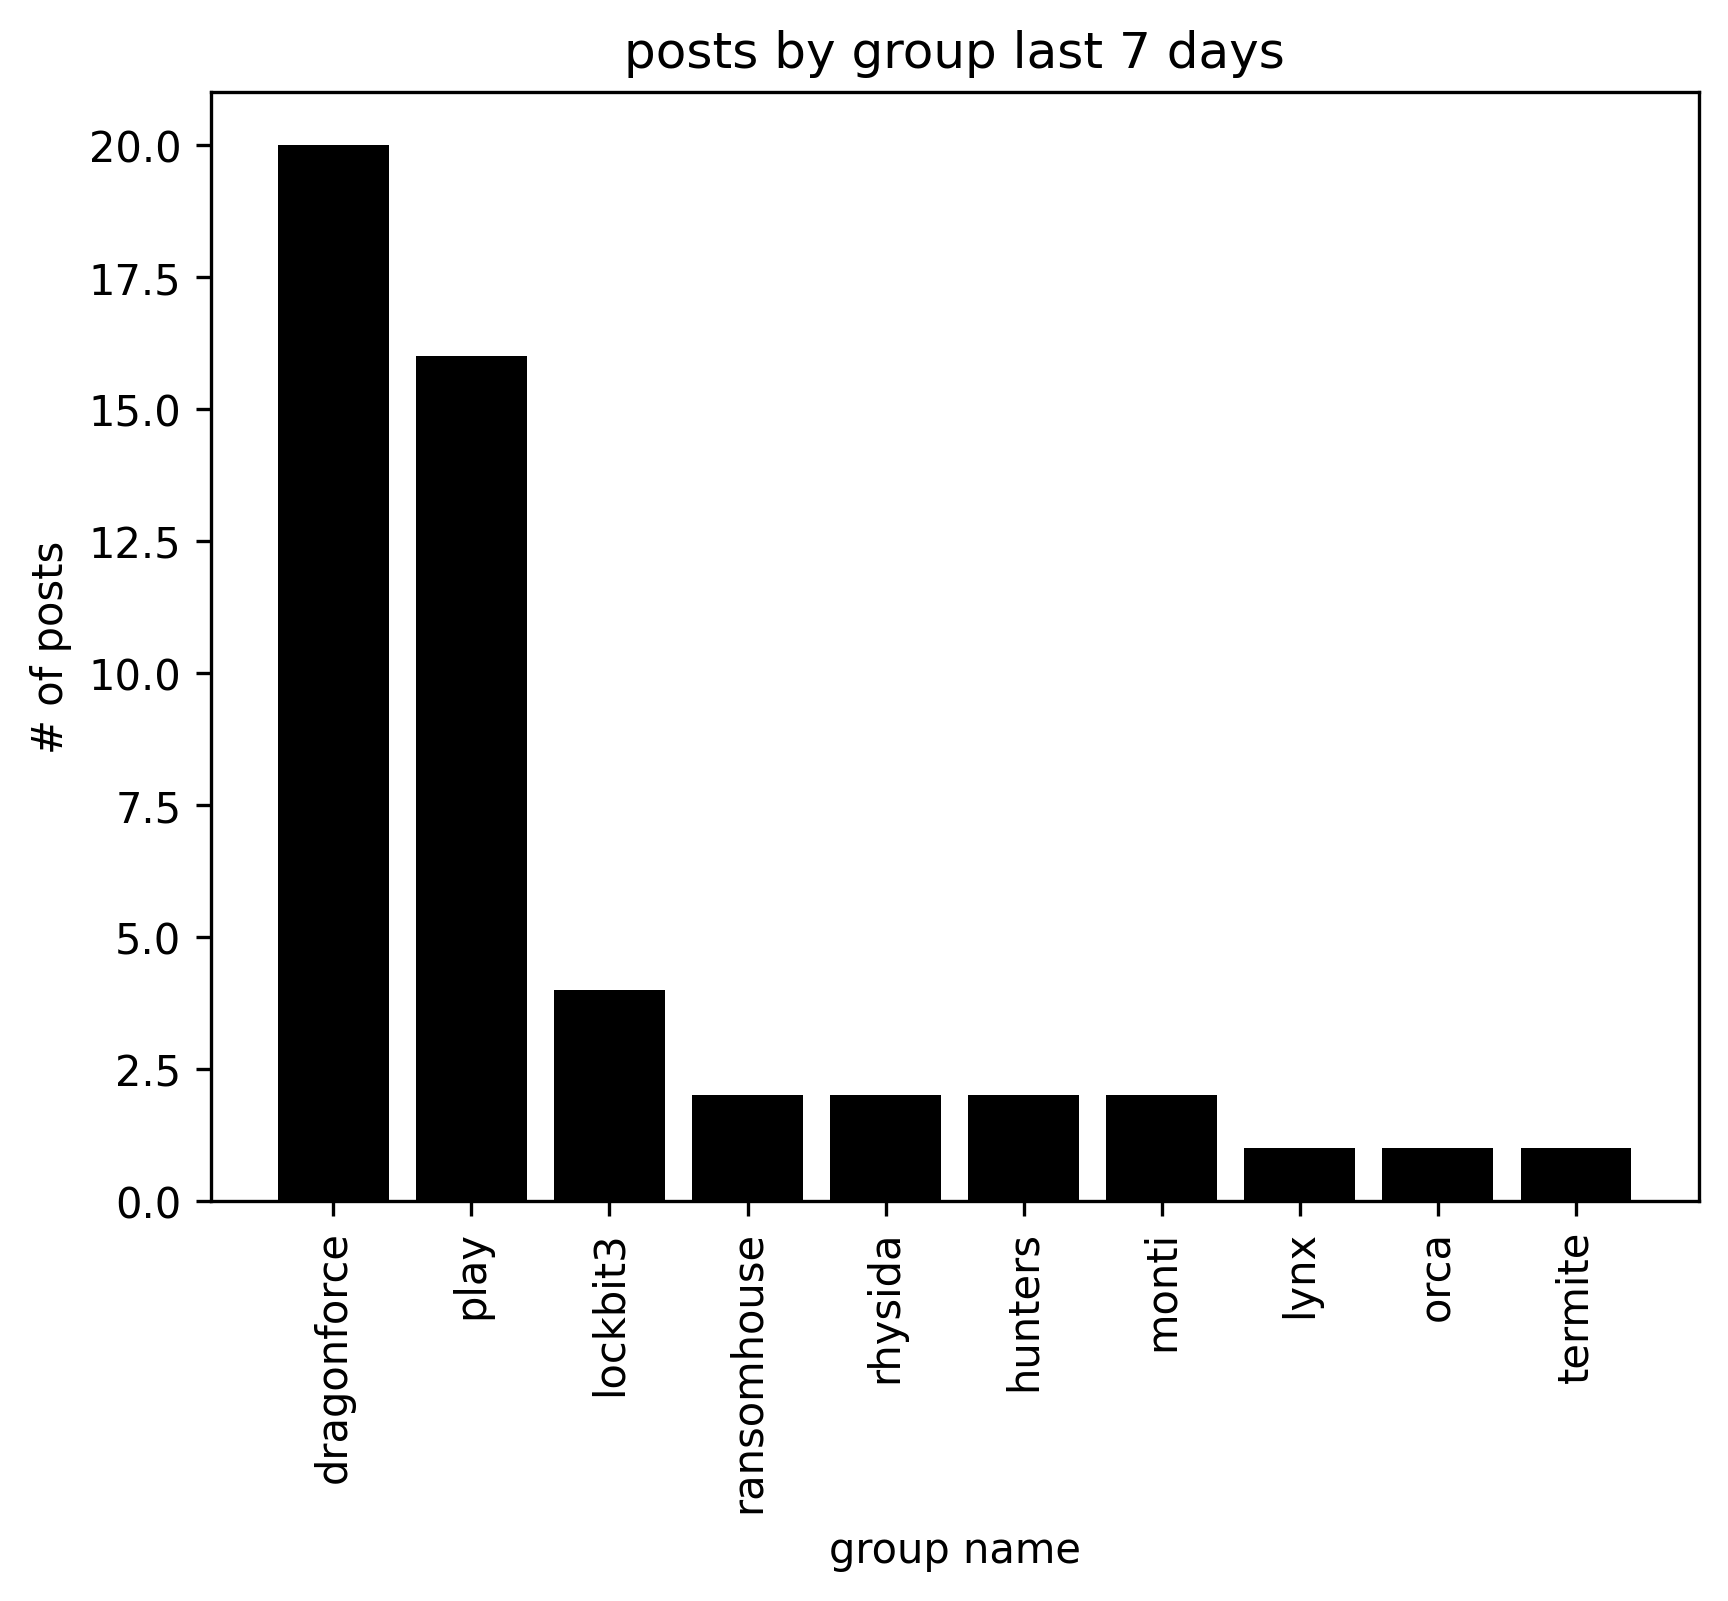 posts by group last 7 days
# of posts
20.0
17.5
15.0
12.5
10.0
7.5
5.0
2.5
0.0
dragonforce
play
lockbit3
ransomhouse
rhysida
hunters
monti
lynx
orca
termite
group name